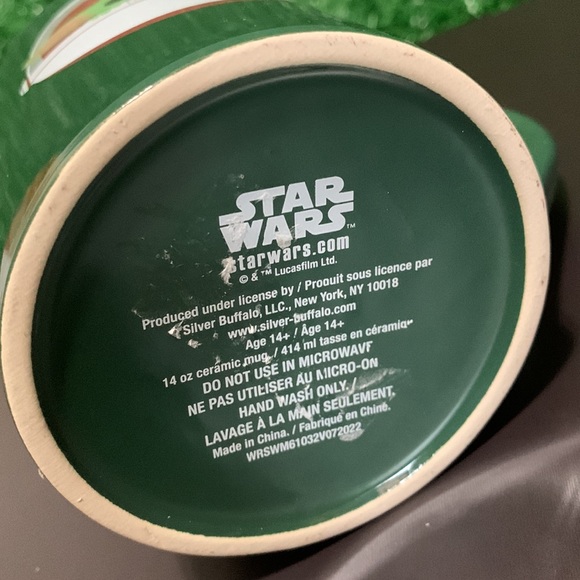 STAR
WARS™
starwars.com
© & ™ Lucasfilm Ltd.
Produced under license by / Prouit sous licence par
Silver Buffalo, LLC., New York, NY 10018
www.silver-buffalo.com
Age 14+ / Âge 14+
14 oz ceramic mug / 414 ml tasse en céramique
DO NOT USE IN MICROWAVE
NE PAS UTILISER AU MICRO-ON
HAND WASH ONLY. /
LAVAGE À LA MAIN SEULEMENT.
Made in China. / Fabriqué en Chine.
WRSWM61032V072022